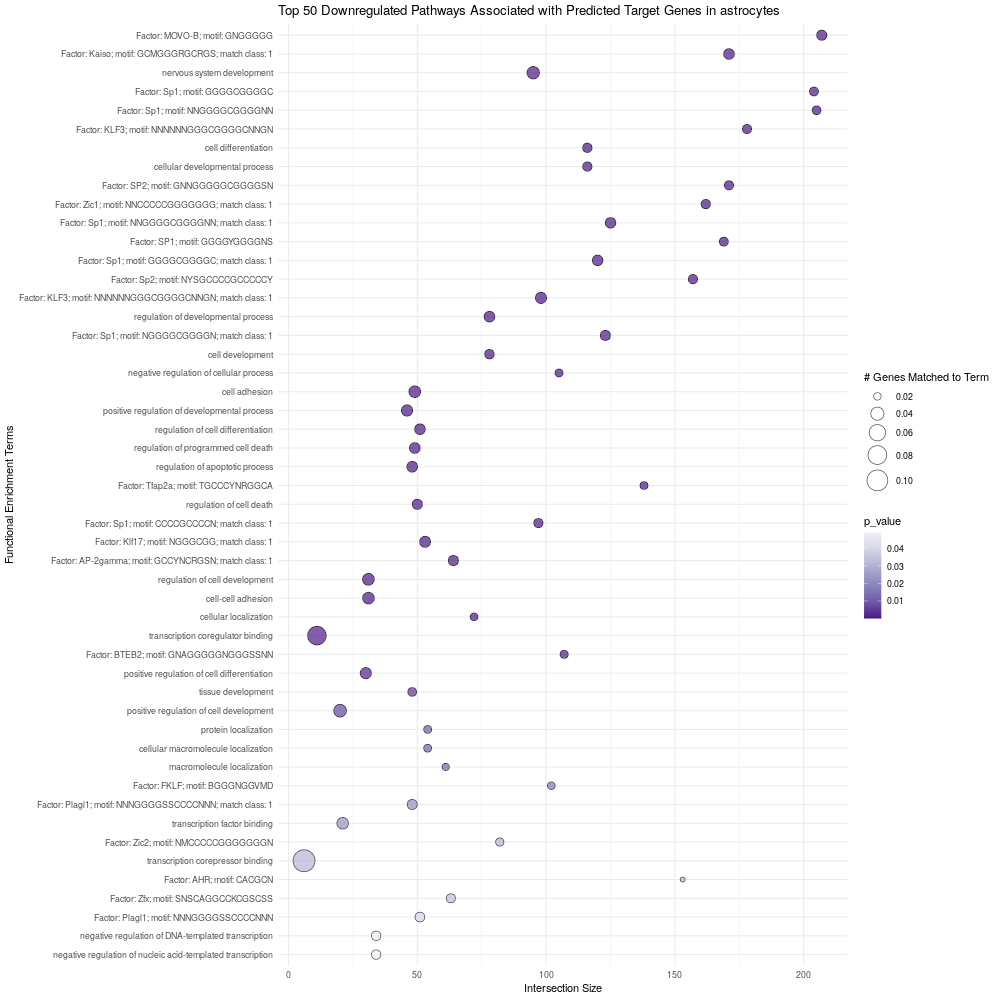 Top 50 Downregulated Pathways Associated with Predicted Target Genes in astrocytes
Functional Enrichment Terms
Factor: MOVO-B; motif: GNGGGGG
Factor: Kaiso; motif: GCMGGGRGCRGS; match class: 1
nervous system development
Factor: Sp1; motif: GGGGCGGGGC
Factor: Sp1; motif: NNGGGGCGGGGNN
Factor: KLF3; motif: NNNNNNGGGCGGGGCNNGN
cell differentiation
cellular developmental process
Factor: SP2; motif: GNNGGGGGCGGGGSN
Factor: Zic1; motif: NNCCCCCGGGGGGG; match class: 1
Factor: Sp1; motif: NNGGGGCGGGGNN; match class: 1
Factor: SP1; motif: GGGGYGGGGNS
Factor: Sp1; motif: GGGGCGGGGC; match class: 1
Factor: Sp2; motif: NYSGCCCCGCCCCCY
Factor: KLF3; motif: NNNNNNGGGCGGGGCNNGN; match class: 1
regulation of developmental process
Factor: Sp1; motif: NGGGGCGGGGN; match class: 1
cell development
negative regulation of cellular process
cell adhesion
positive regulation of developmental process
regulation of cell differentiation
regulation of programmed cell death
regulation of apoptotic process
Factor: Tfap2a; motif: TGCCCYNRGGCA
regulation of cell death
Factor: Sp1; motif: CCCCGCCCCN; match class: 1
Factor: Klf17; motif: NGGGCGG; match class: 1
Factor: AP-2gamma; motif: GCCYNCRGSN; match class: 1
regulation of cell development
cell-cell adhesion
cellular localization
transcription coregulator binding
Factor: BTEB2; motif: GNAGGGGGNGGGSSNN
positive regulation of cell differentiation
tissue development
positive regulation of cell development
protein localization
cellular macromolecule localization
macromolecule localization
Factor: FKLF; motif: BGGGNGGVMD
Factor: Plagl1; motif: NNNGGGGSSCCCCNNN; match class: 1
transcription factor binding
Factor: Zic2; motif: NMCCCCCGGGGGGGN
transcription corepressor binding
Factor: AHR; motif: CACGCN
Factor: Zfx; motif: SNSCAGGCCKCGSCSS
Factor: Plagl1; motif: NNNGGGGSSCCCCNNN
negative regulation of DNA-templated transcription
negative regulation of nucleic acid-templated transcription
0 50 100 150 200
Intersection Size
# Genes Matched to Term
0.02
0.04
0.06
0.08
0.10
p_value
0.04
0.03
0.02
0.01